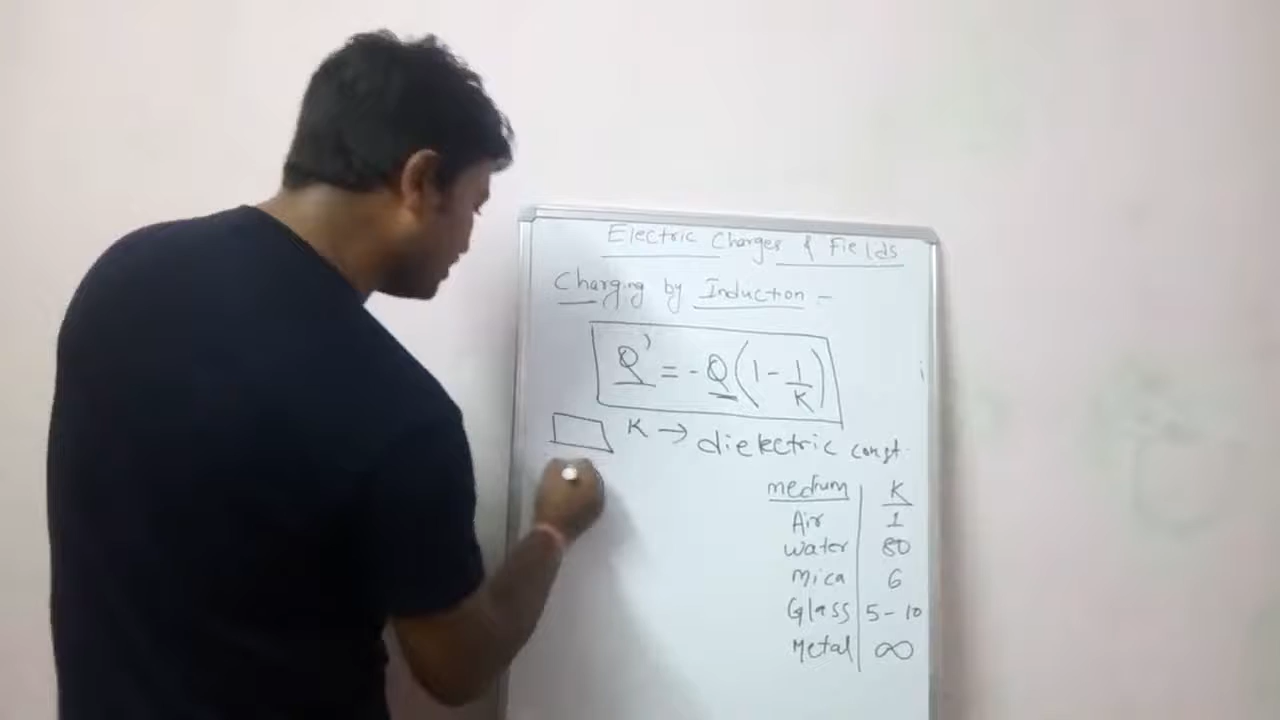 Electric Charges & Fields
Charging by Induction -
Q' = - Q (1 - 1/K)
K → dielectric const.
medium | K
Air | 1
water | 80
Mica | 6
Glass | 5 - 10
Metal | ∞